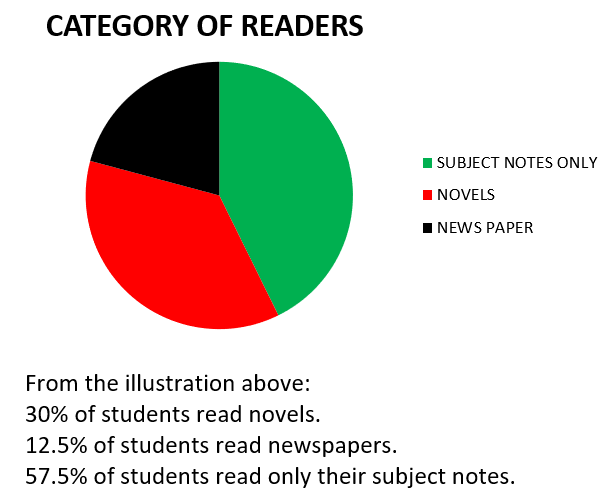 CATEGORY OF READERS
SUBJECT NOTES ONLY
NOVELS
NEWS PAPER
From the illustration above:
30% of students read novels.
12.5% of students read newspapers.
57.5% of students read only their subject notes.